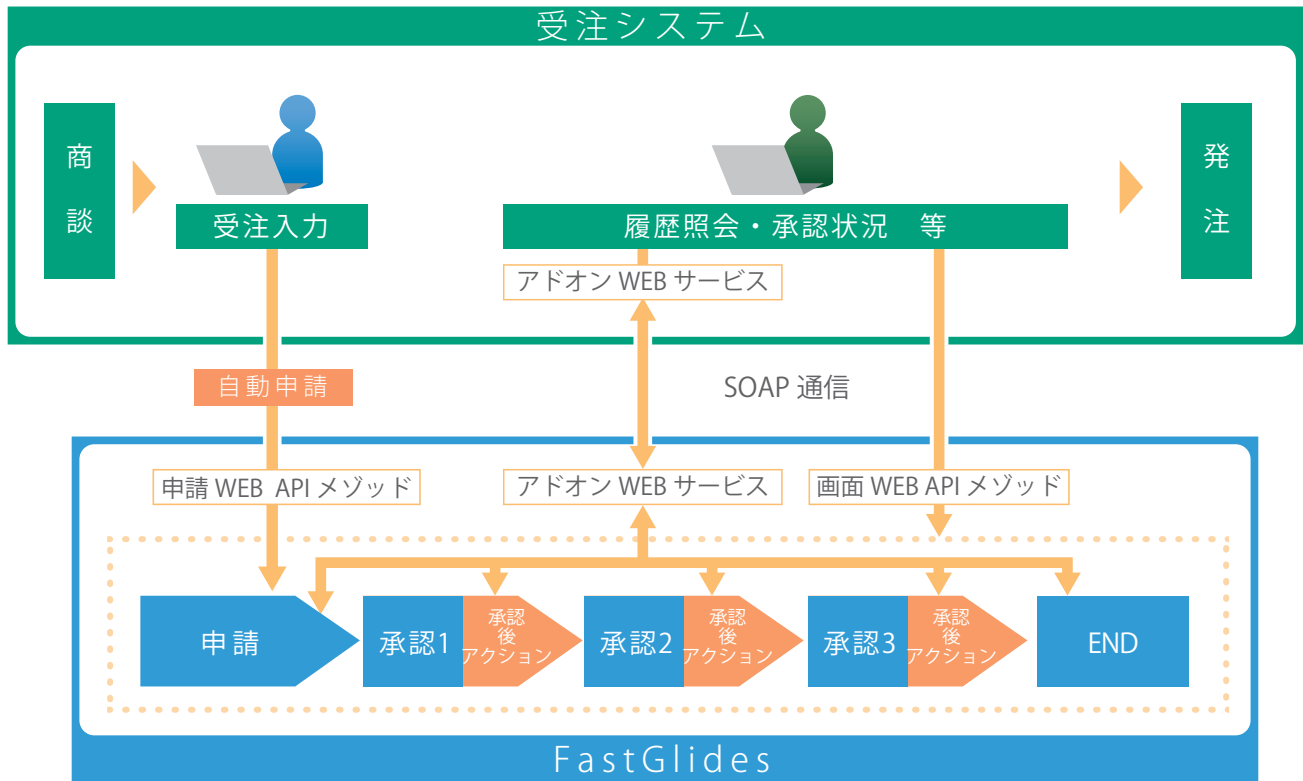 受注システム
商談
受注入力
履歴照会・承認状況 等
発注
アドオン WEB サービス
自動申請
SOAP 通信
申請 WEB API メゾッド
アドオン WEB サービス
画面 WEB API メゾッド
申請
承認1
承認
後
アクション
承認2
承認
後
アクション
承認3
承認
後
アクション
END
FastGlides